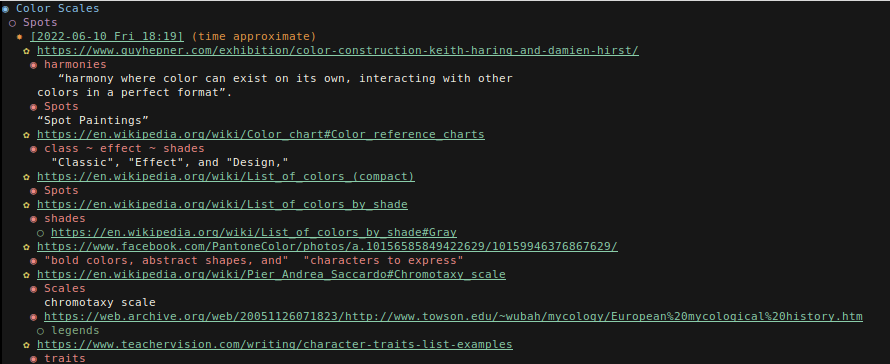 Color Scales
Spots
[2022-06-10 Fri 18:19] (time approximate)
https://www.guyhepner.com/exhibition/color-construction-keith-haring-and-damien-hirst/
harmonies
“harmony where color can exist on its own, interacting with other
colors in a perfect format”.
Spots
“Spot Paintings”
https://en.wikipedia.org/wiki/Color_chart#Color_reference_charts
class ~ effect ~ shades
"Classic", "Effect", and "Design,"
https://en.wikipedia.org/wiki/List_of_colors_(compact)
Spots
https://en.wikipedia.org/wiki/List_of_colors_by_shade
shades
https://en.wikipedia.org/wiki/List_of_colors_by_shade#Gray
https://www.facebook.com/PantoneColor/photos/a.10156585849422629/10159946376867629/
"bold colors, abstract shapes, and"  "characters to express"
https://en.wikipedia.org/wiki/Pier_Andrea_Saccardo#Chromotaxy_scale
Scales
chromotaxy scale
https://web.archive.org/web/20051126071823/http://www.towson.edu/~wubah/mycology/European%20mycological%20history.htm
legends
https://www.teachervision.com/writing/character-traits-list-examples
traits